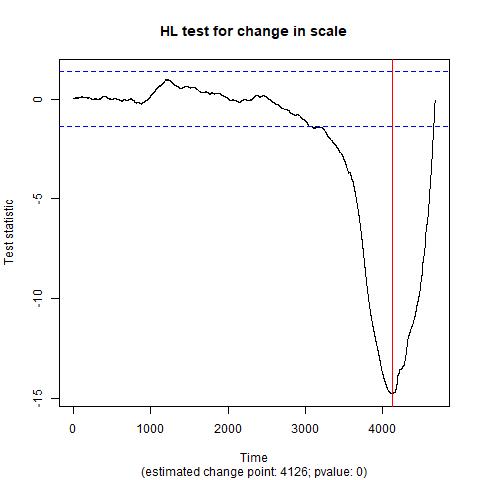 HL test for change in scale
Test statistic
0
-5
-10
-15
0 1000 2000 3000 4000
Time
(estimated change point: 4126; pvalue: 0)